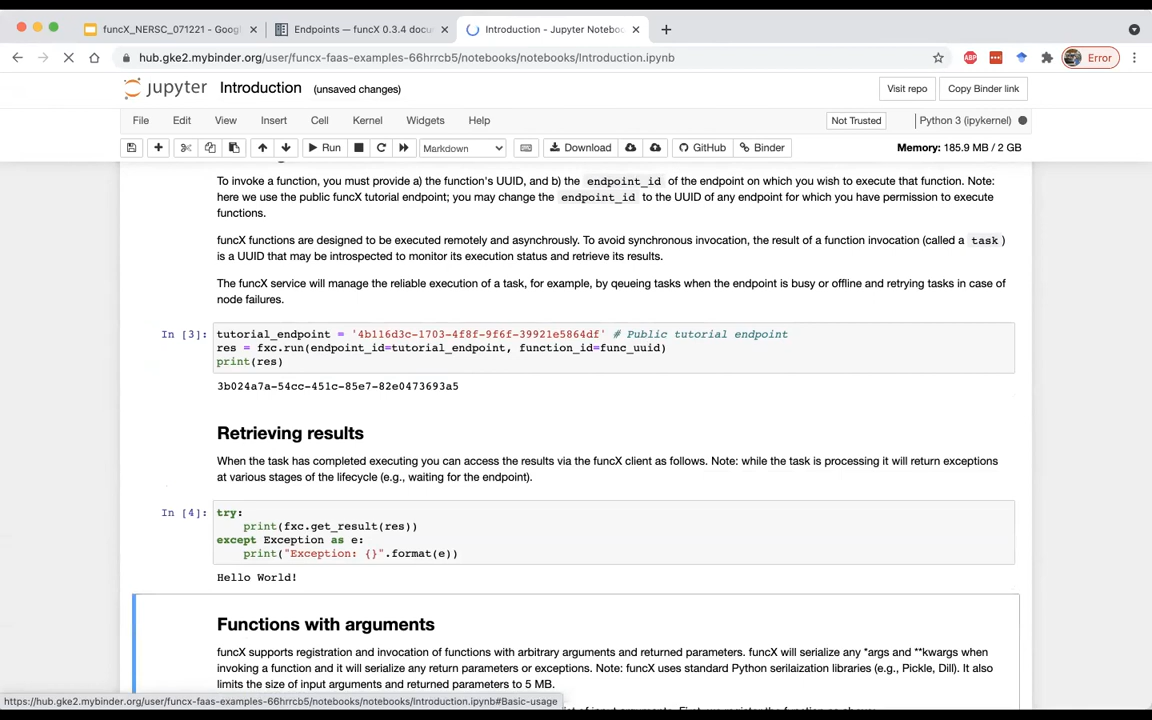 funcX_NERSC_071221 - Goog
Endpoints — funcX 0.3.4 docu
Introduction - Jupyter Notebo
hub.gke2.mybinder.org/user/funcx-faas-examples-66hrrcb5/notebooks/notebooks/Introduction.ipynb
ABP
Error
jupyter Introduction (unsaved changes)
Visit repo
Copy Binder link
File Edit View Insert Cell Kernel Widgets Help
Not Trusted
Python 3 (ipykernel)
Run
Markdown
Download
GitHub
Binder
Memory: 185.9 MB / 2 GB
To invoke a function, you must provide a) the function's UUID, and b) the endpoint_id of the endpoint on which you wish to execute that function. Note:
here we use the public funcX tutorial endpoint; you may change the endpoint_id to the UUID of any endpoint for which you have permission to execute
functions.
funcX functions are designed to be executed remotely and asynchronously. To avoid synchronous invocation, the result of a function invocation (called a task )
is a UUID that may be introspected to monitor its execution status and retrieve its results.
The funcX service will manage the reliable execution of a task, for example, by qeueing tasks when the endpoint is busy or offline and retrying tasks in case of
node failures.
In [3]: tutorial_endpoint = '4b116d3c-1703-4f8f-9f6f-39921e5864df' # Public tutorial endpoint
res = fxc.run(endpoint_id=tutorial_endpoint, function_id=func_uuid)
print(res)
3b024a7a-54cc-451c-85e7-82e0473693a5
Retrieving results
When the task has completed executing you can access the results via the funcX client as follows. Note: while the task is processing it will return exceptions
at various stages of the lifecycle (e.g., waiting for the endpoint).
In [4]: try:
print(fxc.get_result(res))
except Exception as e:
print("Exception: {}".format(e))
Hello World!
Functions with arguments
funcX supports registration and invocation of functions with arbitrary arguments and returned parameters. funcX will serialize any *args and **kwargs when
invoking a function and it will serialize any return parameters or exceptions. Note: funcX uses standard Python serilaization libraries (e.g., Pickle, Dill). It also
limits the size of input arguments and returned parameters to 5 MB.
https://hub.gke2.mybinder.org/user/funcx-faas-examples-66hrrcb5/notebooks/notebooks/Introduction.ipynb#Basic-usage